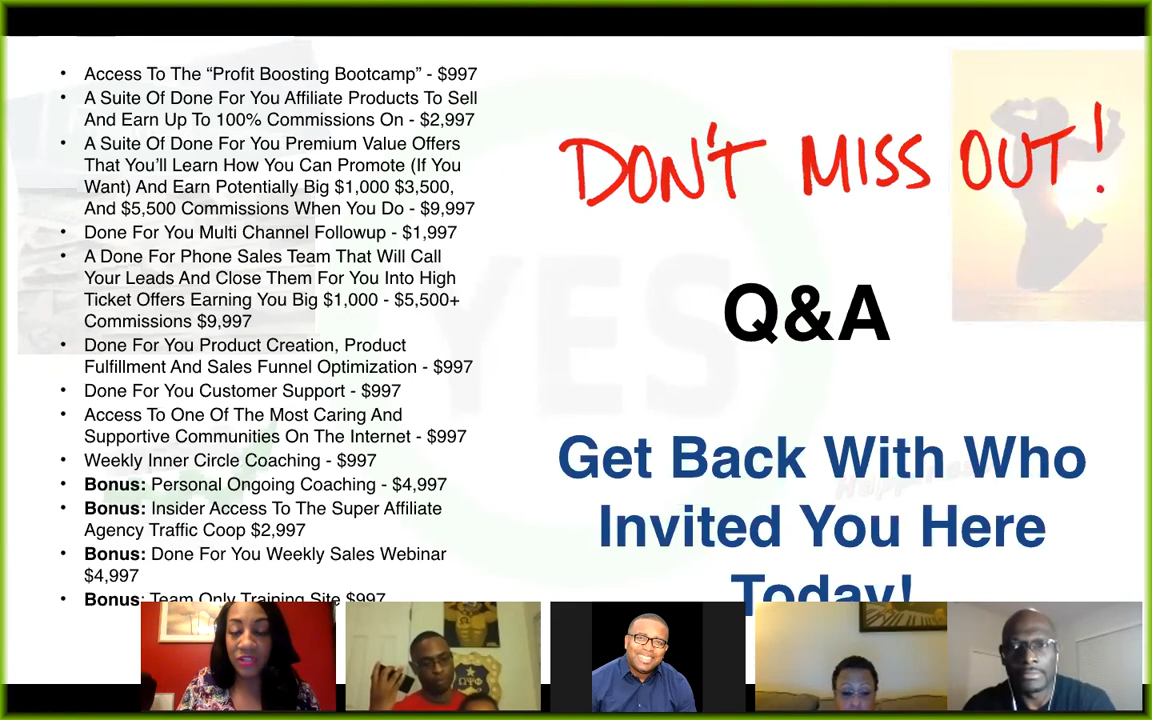 • Access To The “Profit Boosting Bootcamp” - $997
• A Suite Of Done For You Affiliate Products To Sell
And Earn Up To 100% Commissions On - $2,997
• A Suite Of Done For You Premium Value Offers
That You’ll Learn How You Can Promote (If You
Want) And Earn Potentially Big $1,000 $3,500,
And $5,500 Commissions When You Do - $9,997
• Done For You Multi Channel Followup - $1,997
• A Done For Phone Sales Team That Will Call
Your Leads And Close Them For You Into High
Ticket Offers Earning You Big $1,000 - $5,500+
Commissions $9,997
• Done For You Product Creation, Product
Fulfillment And Sales Funnel Optimization - $997
• Done For You Customer Support - $997
• Access To One Of The Most Caring And
Supportive Communities On The Internet - $997
• Weekly Inner Circle Coaching - $997
• Bonus: Personal Ongoing Coaching - $4,997
• Bonus: Insider Access To The Super Affiliate
Agency Traffic Coop $2,997
• Bonus: Done For You Weekly Sales Webinar
$4,997
• Bonus: Team Only Training Site $997
DON'T MISS OUT!
Q&A
Get Back With Who
Invited You Here
Today!
YES
ΩΨΦ